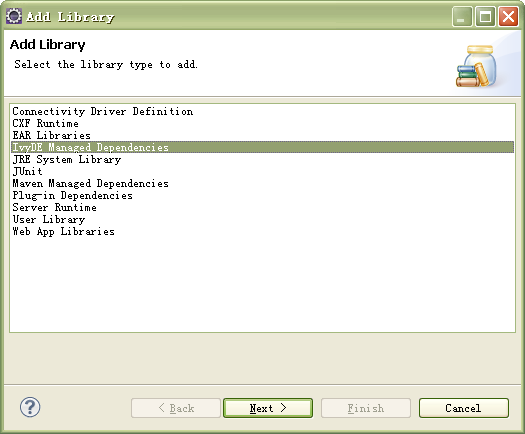 Add Library
Add Library
Select the library type to add.
Connectivity Driver Definition
CXF Runtime
EAR Libraries
IvyDE Managed Dependencies
JRE System Library
JUnit
Maven Managed Dependencies
Plug-in Dependencies
Server Runtime
User Library
Web App Libraries
? < Back Next > Finish Cancel